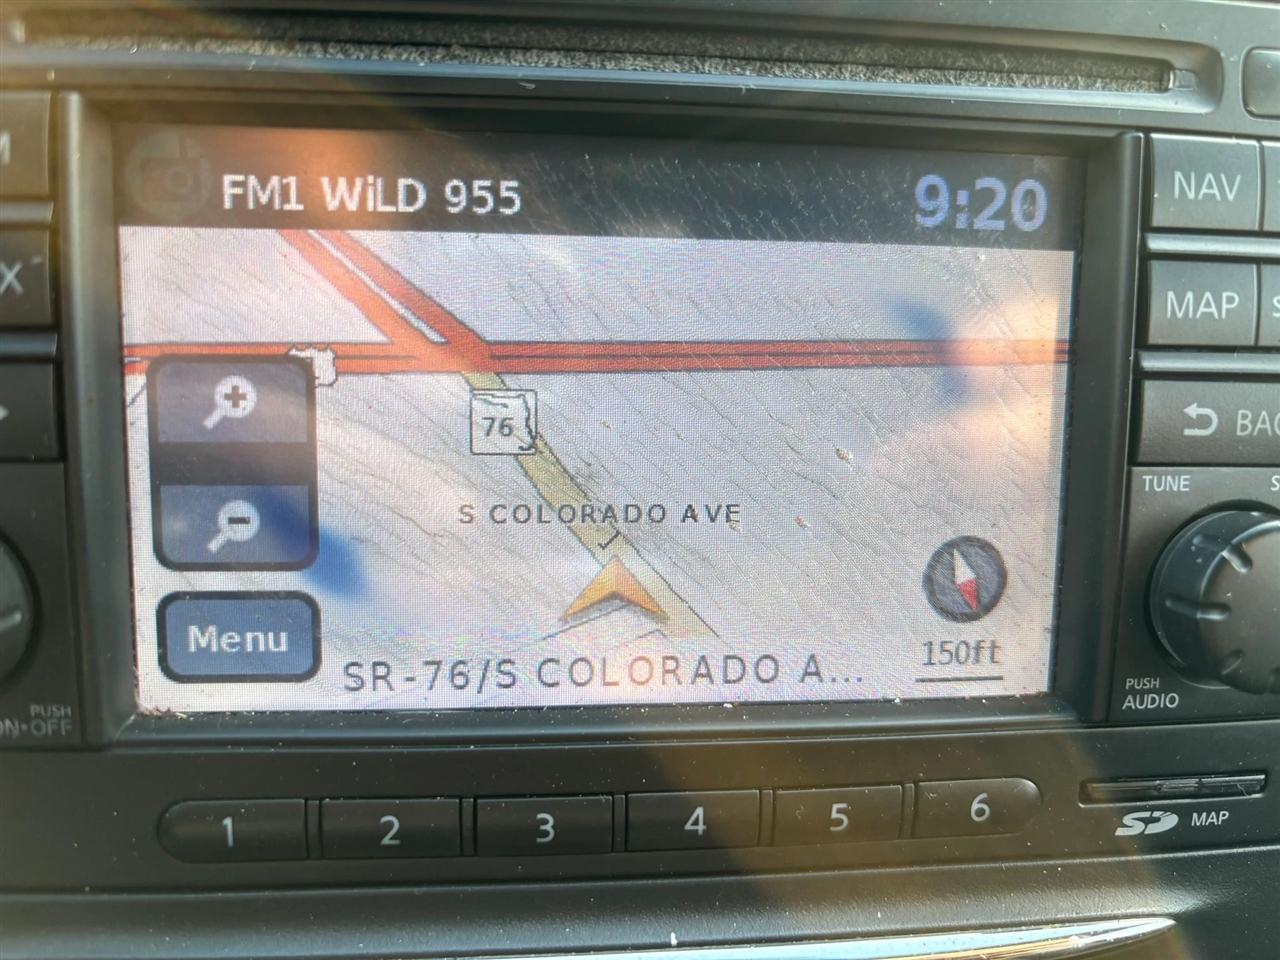 FM1 WiLD 955
9:20
NAV
MAP
76
S COLORADO AVE
Menu
150ft
SR-76/S COLORADO A...
TUNE
PUSH
AUDIO
PUSH
ON•OFF
1 2 3 4 5 6
SD MAP